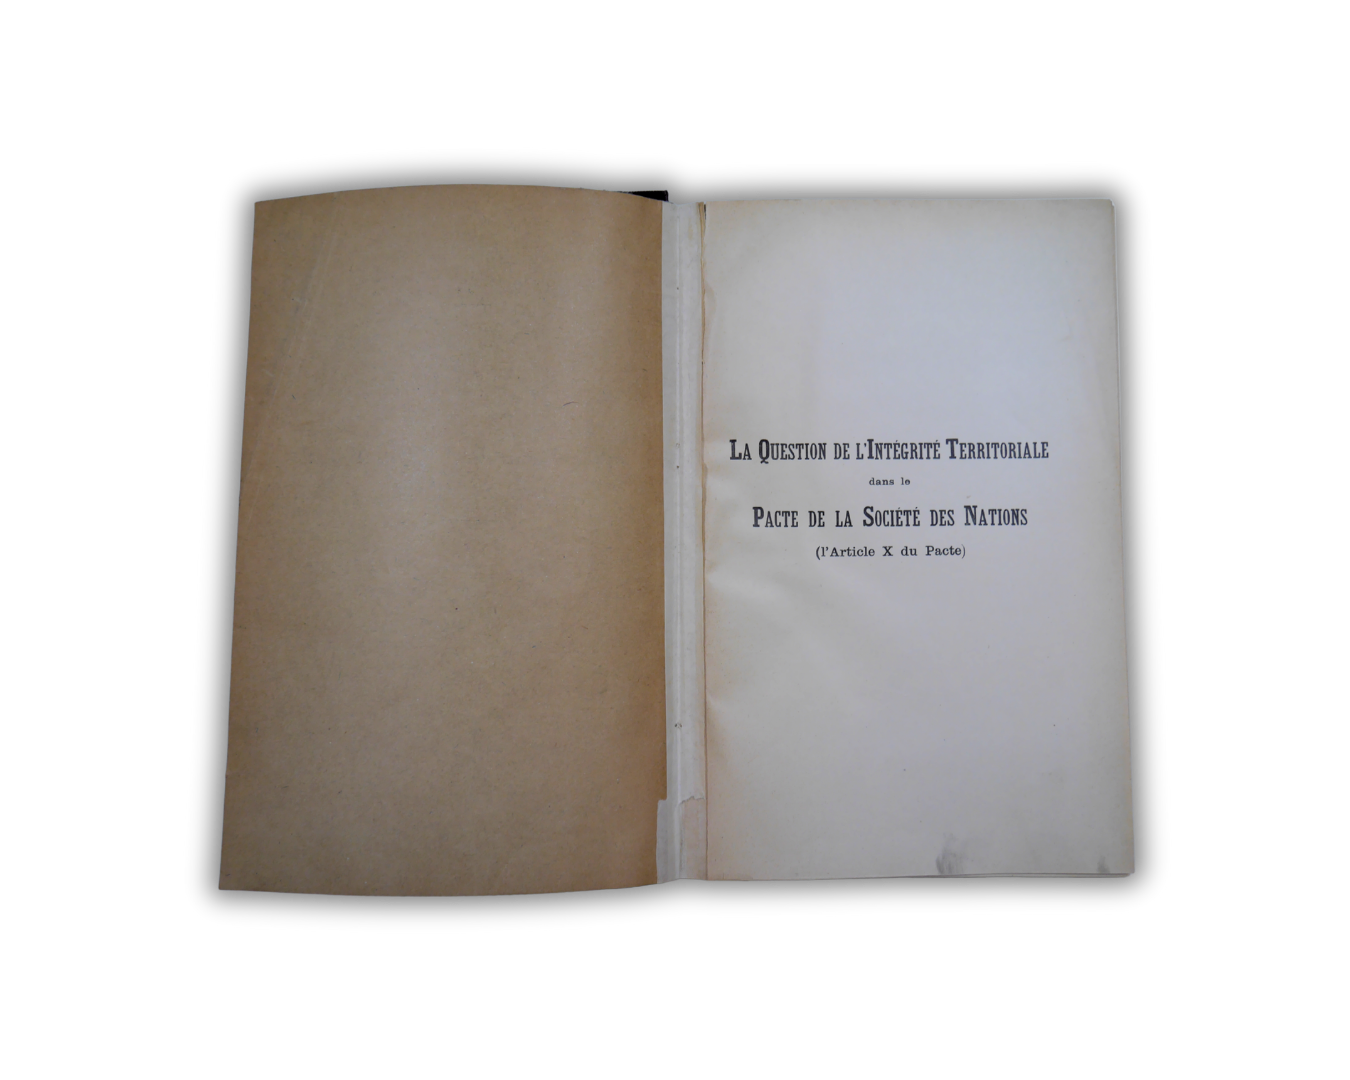 La Question de l'Intégrité Territoriale
dans le
Pacte de la Société des Nations
(l'Article X du Pacte)